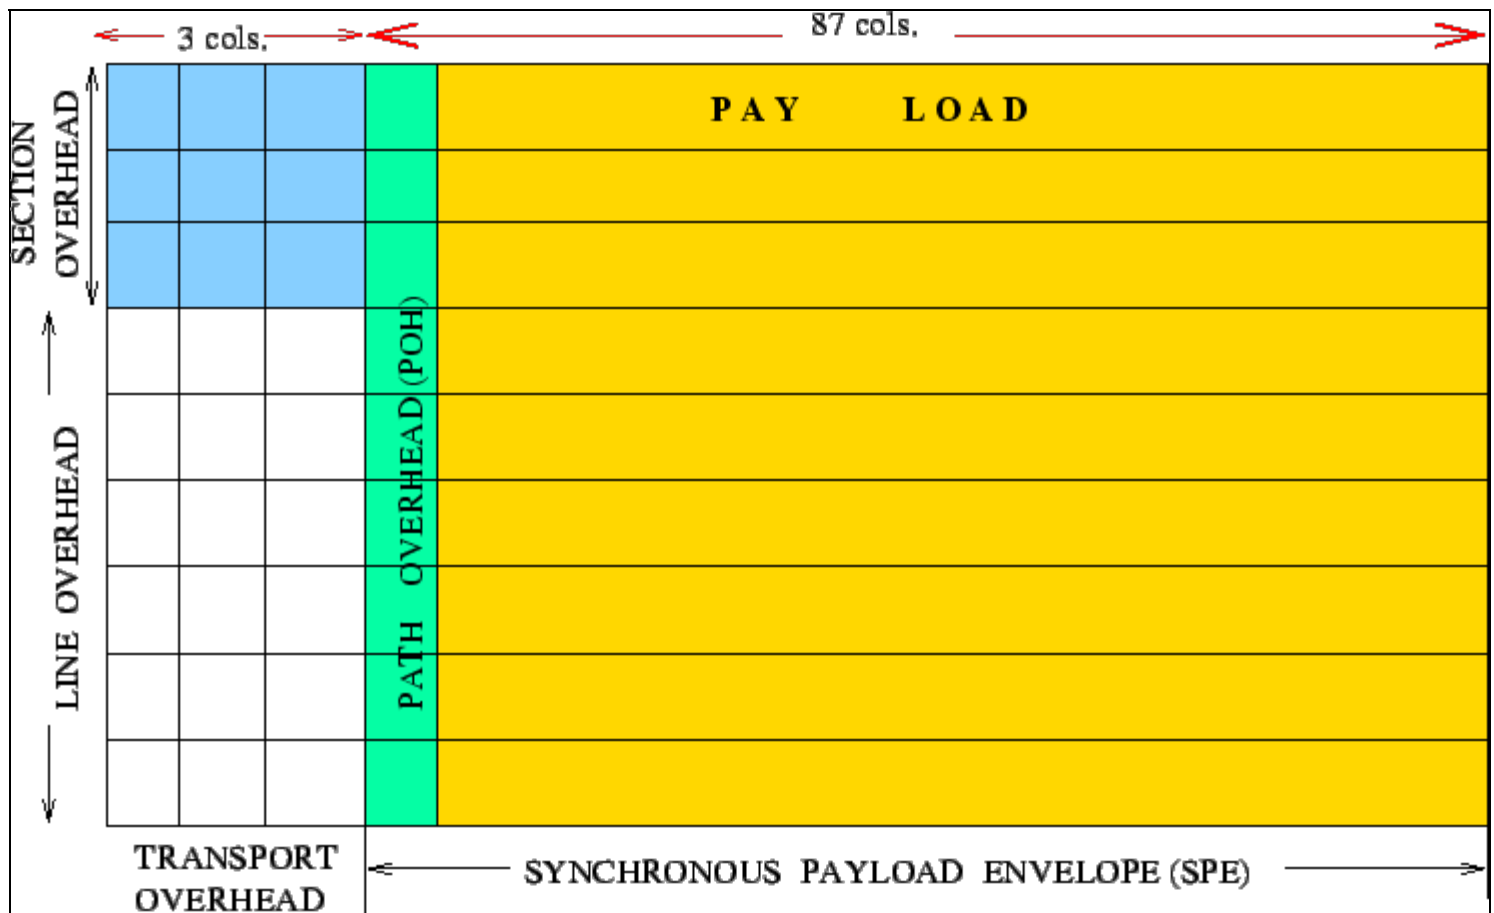 3 cols.
87 cols.
PAY LOAD
SECTION
OVERHEAD
LINE OVERHEAD
PATH OVERHEAD (POH)
TRANSPORT
OVERHEAD
SYNCHRONOUS PAYLOAD ENVELOPE (SPE)